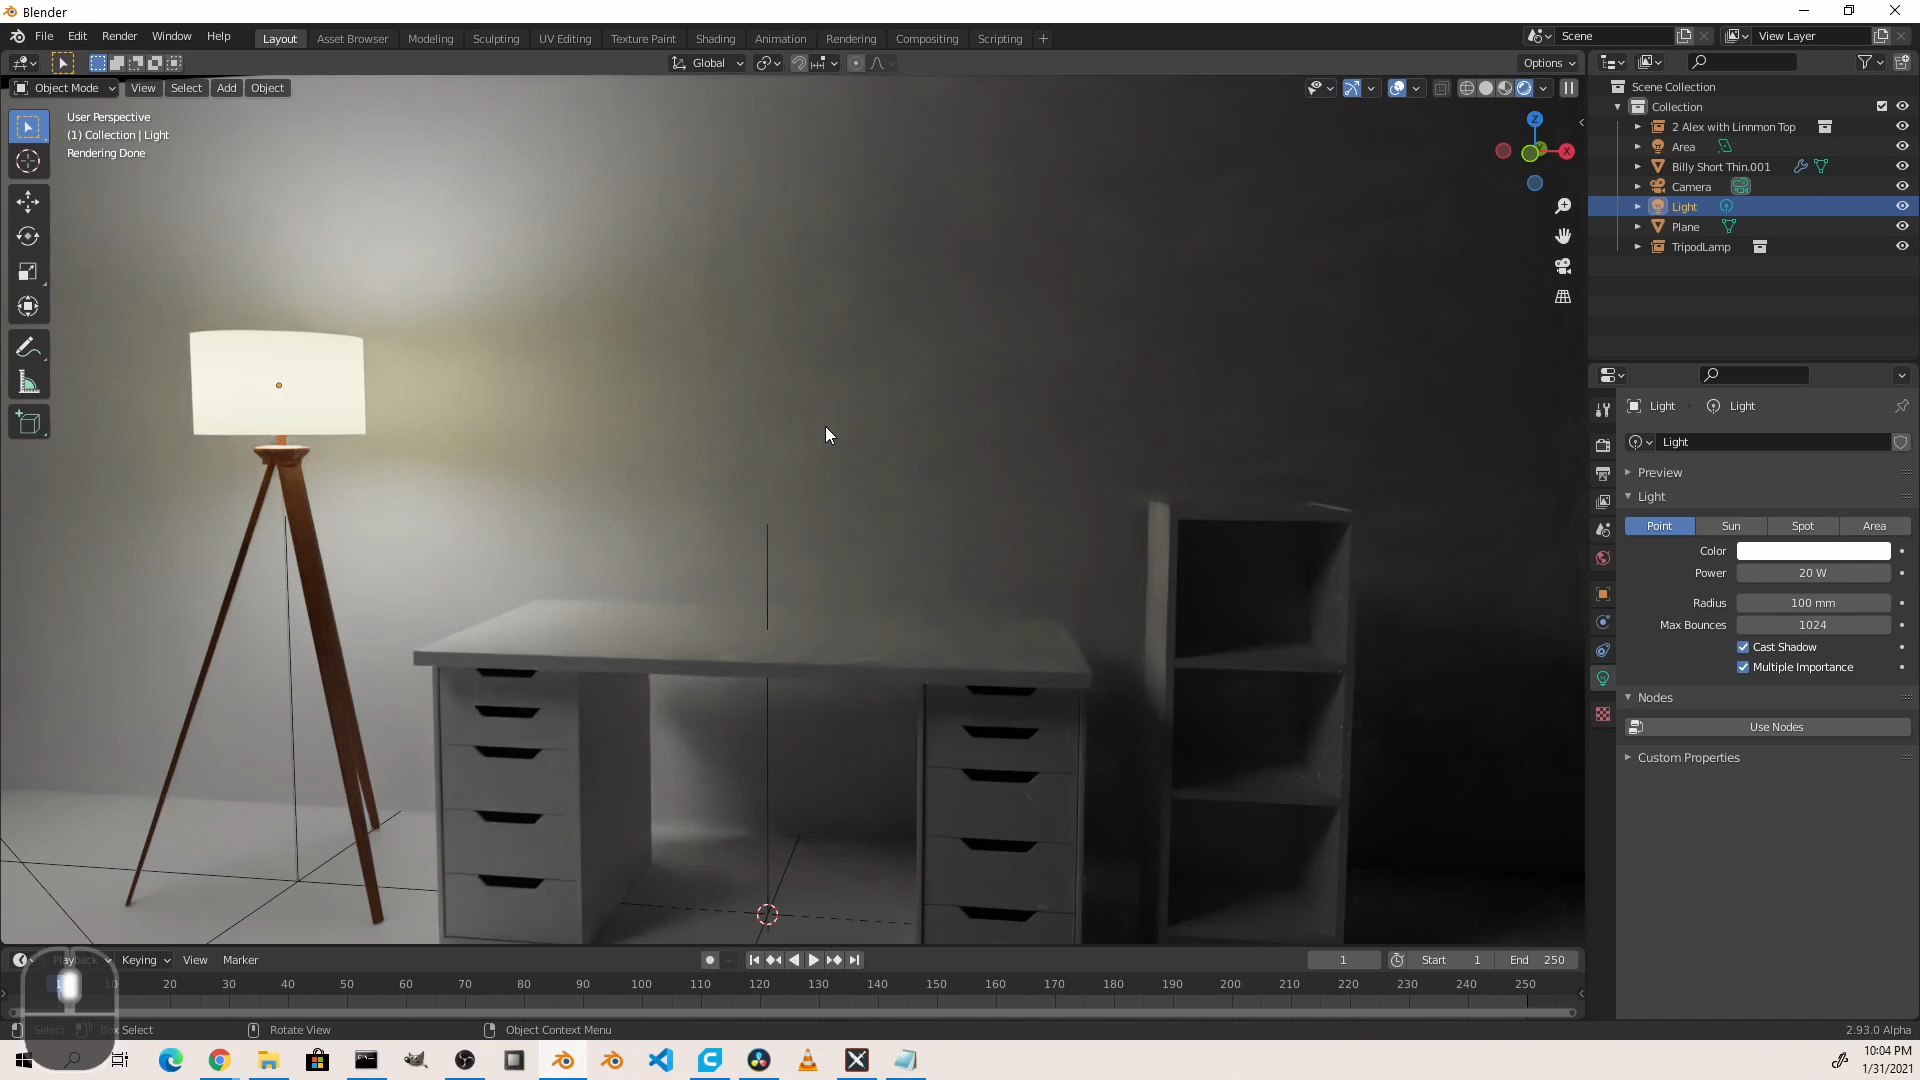 Blender
File Edit Render Window Help
Layout Asset Browser Modeling Sculpting UV Editing Texture Paint Shading Animation Rendering Compositing Scripting
Scene View Layer
Global
Options
Object Mode View Select Add Object
User Perspective
(1) Collection | Light
Rendering Done
Z
X
Scene Collection
Collection
2 Alex with Linnmon Top
Area
Billy Short Thin.001
Camera
Light
Plane
TripodLamp
Light Light
Light
Preview
Light
Point Sun Spot Area
Color
Power 20 W
Radius 100 mm
Max Bounces 1024
Cast Shadow
Multiple Importance
Nodes
Use Nodes
Custom Properties
Playback Keying View Marker
1 Start 1 End 250
1 10 20 30 40 50 60 70 80 90 100 110 120 130 140 150 160 170 180 190 200 210 220 230 240 250
Select Box Select Rotate View Object Context Menu
2.93.0 Alpha
10:04 PM
1/31/2021